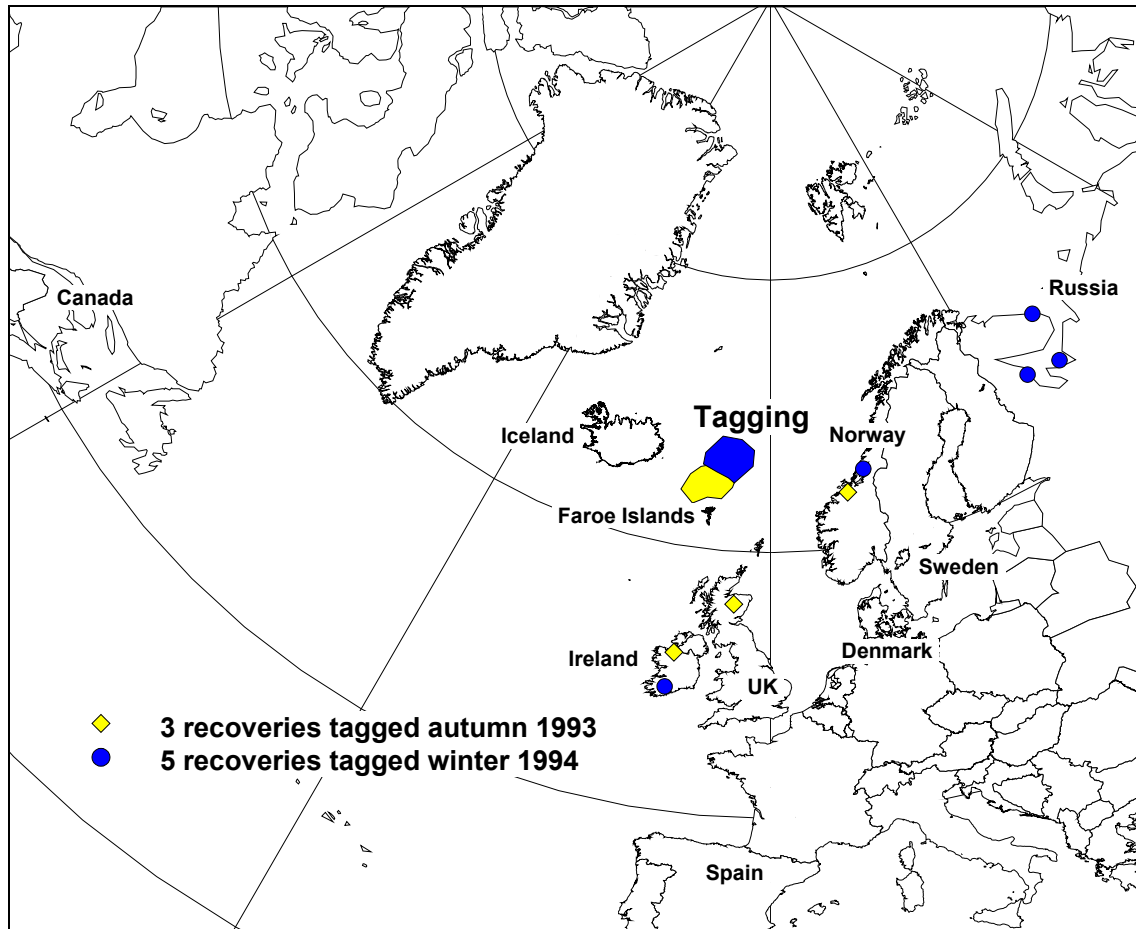 Russia
Canada
Tagging
Iceland
Norway
Faroe Islands
Sweden
Denmark
Ireland
UK
3 recoveries tagged autumn 1993
5 recoveries tagged winter 1994
Spain